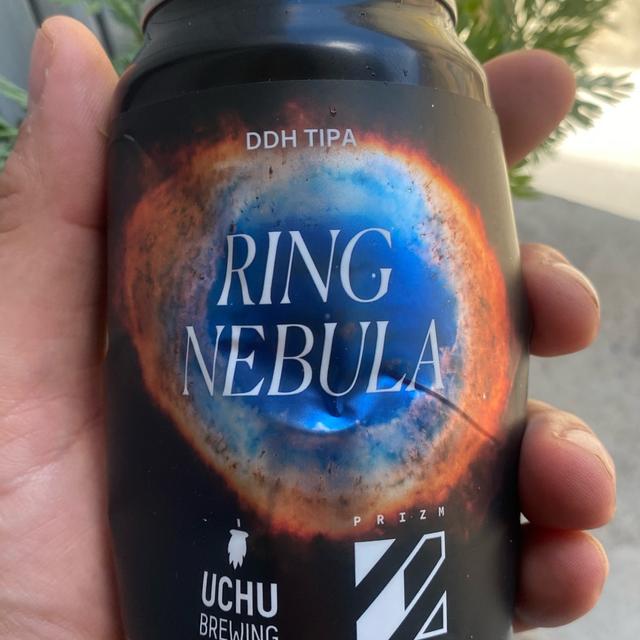 DDH TIPA
RING
NEBULA
PRIZM
UCHU
BREWING